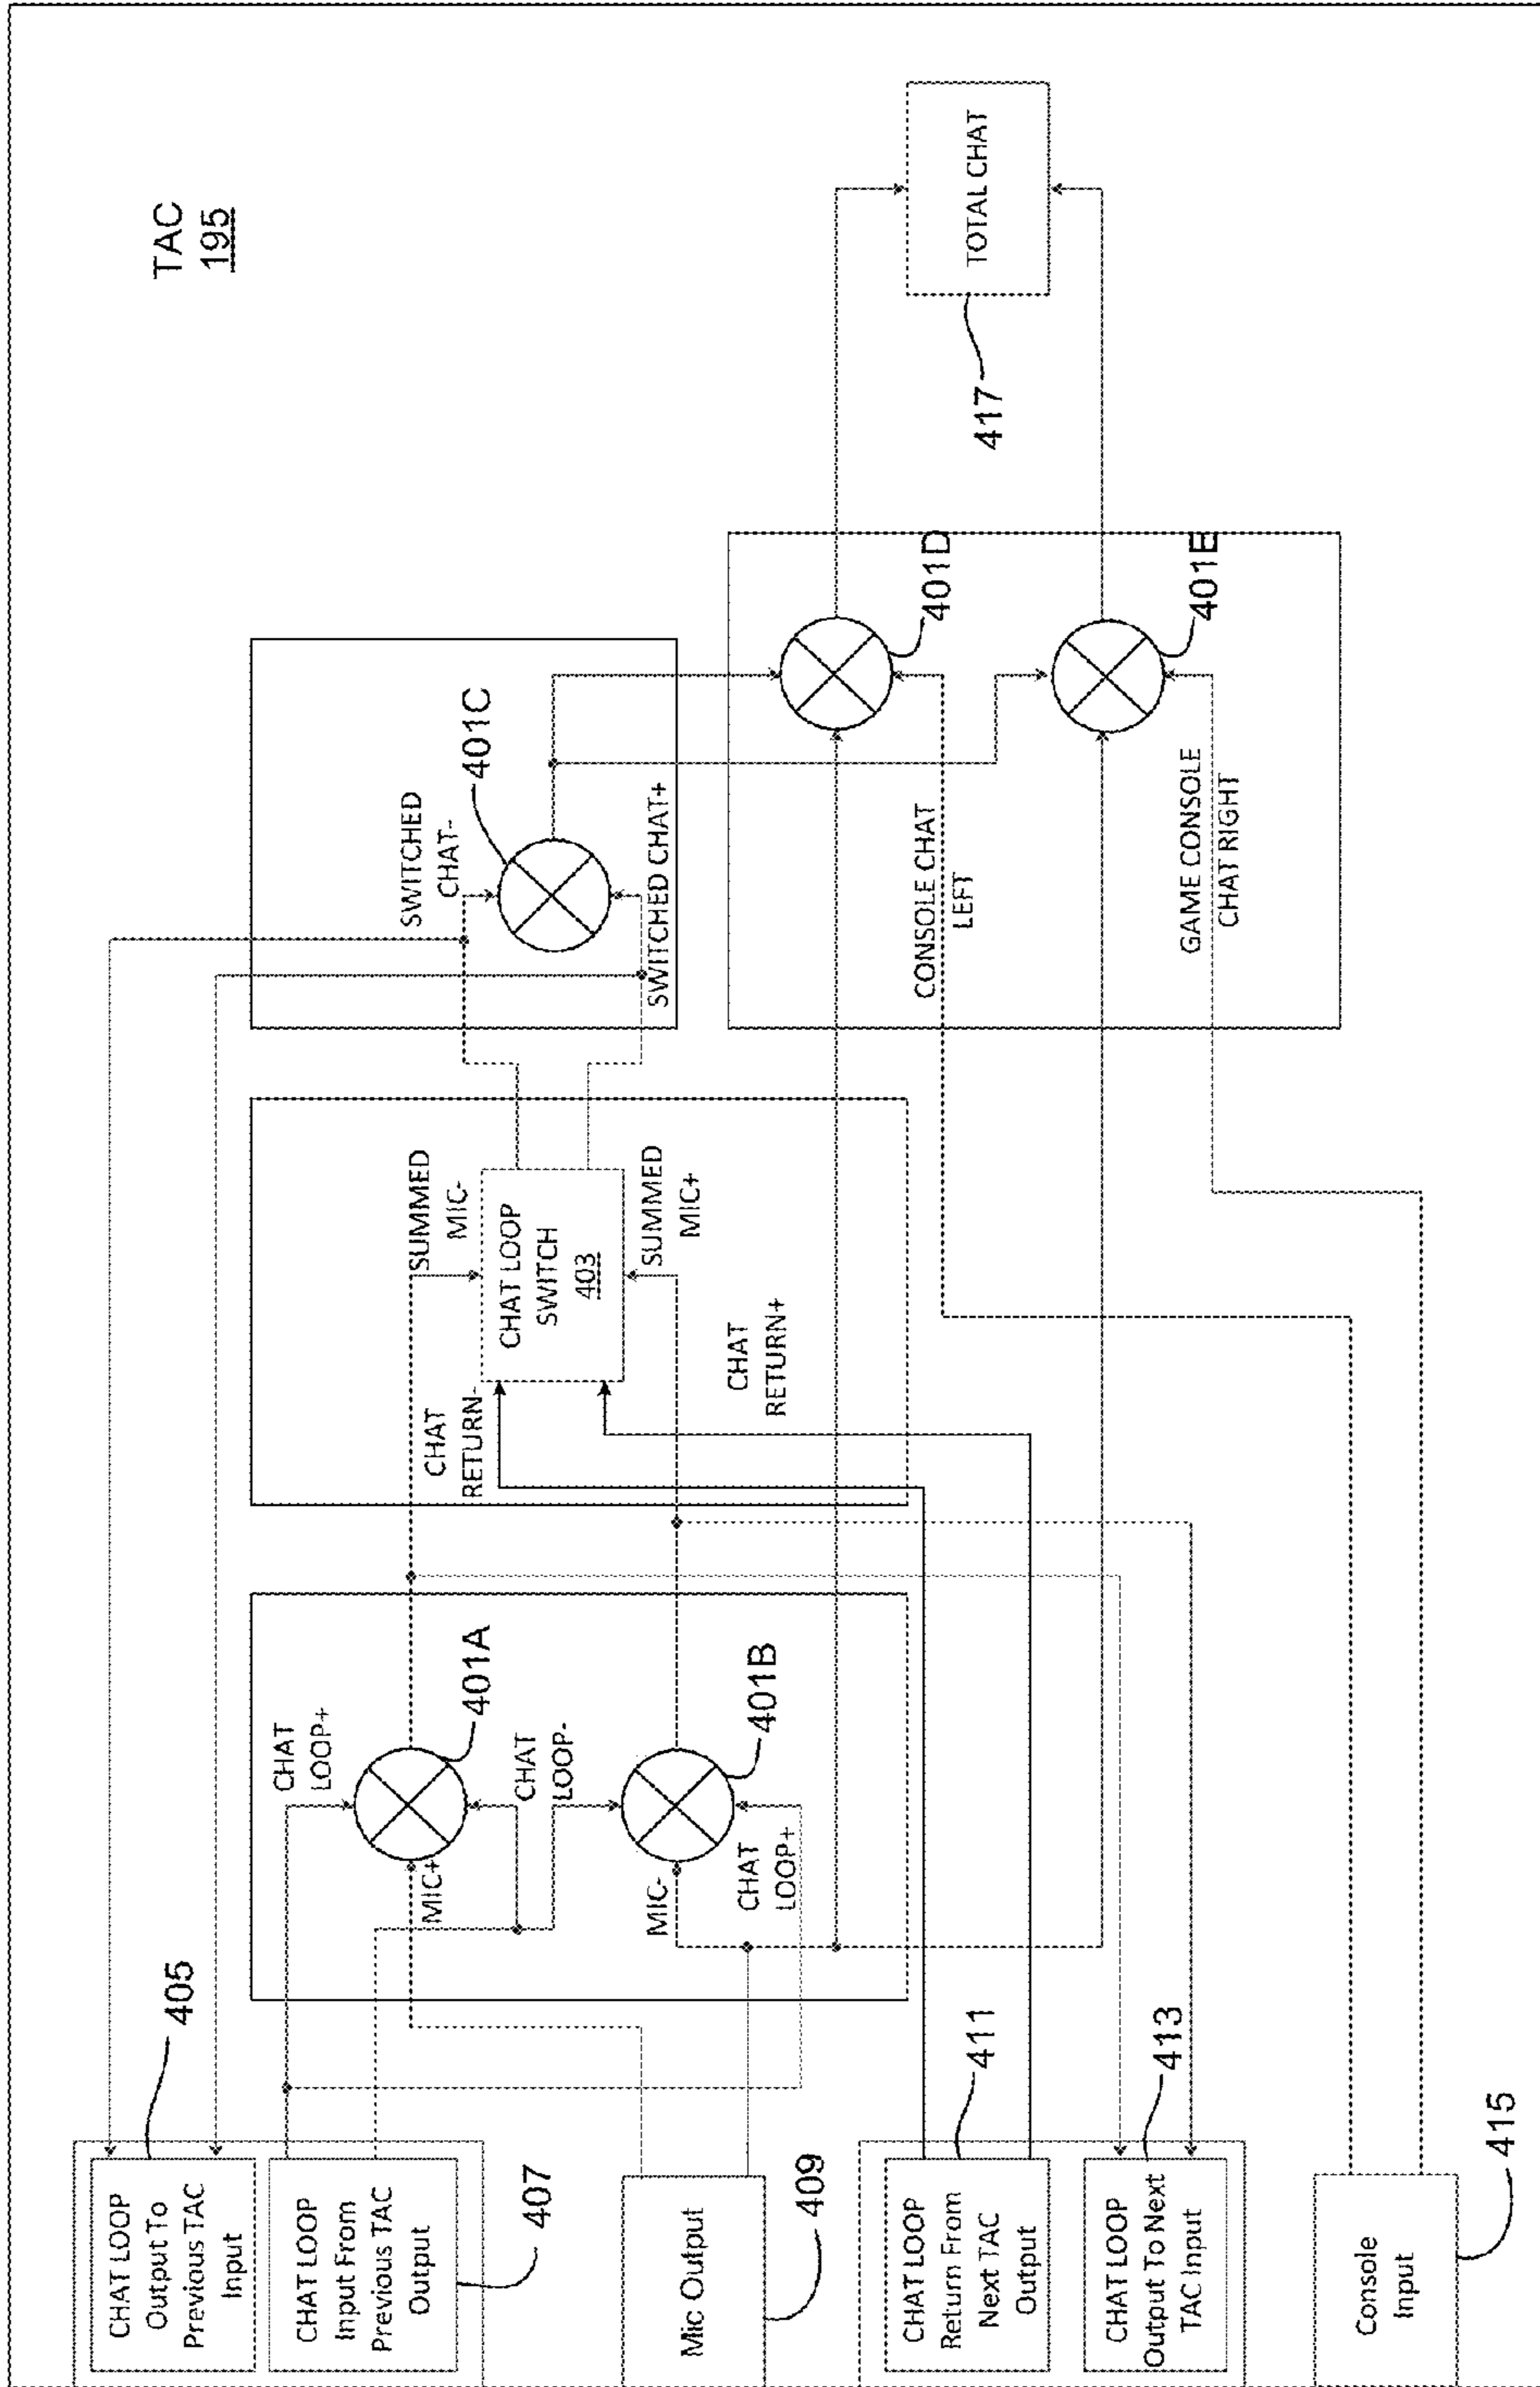 TAC
195
CHAT LOOP
Output To
Previous TAC
Input
405
CHAT LOOP
Input From
Previous TAC
Output
407
Mic Output
409
CHAT LOOP
Return From
Next TAC
Output
411
CHAT LOOP
Output To Next
TAC Input
413
Console
Input
415
CHAT
LOOP+
MIC+
401A
CHAT
LOOP-
MIC-
401B
CHAT
LOOP+
SUMMED
MIC-
CHAT
RETURN-
CHAT LOOP
SWITCH
403
SUMMED
MIC+
CHAT
RETURN+
SWITCHED
CHAT-
401C
SWITCHED CHAT+
401D
CONSOLE CHAT
LEFT
401E
GAME CONSOLE
CHAT RIGHT
TOTAL CHAT
417